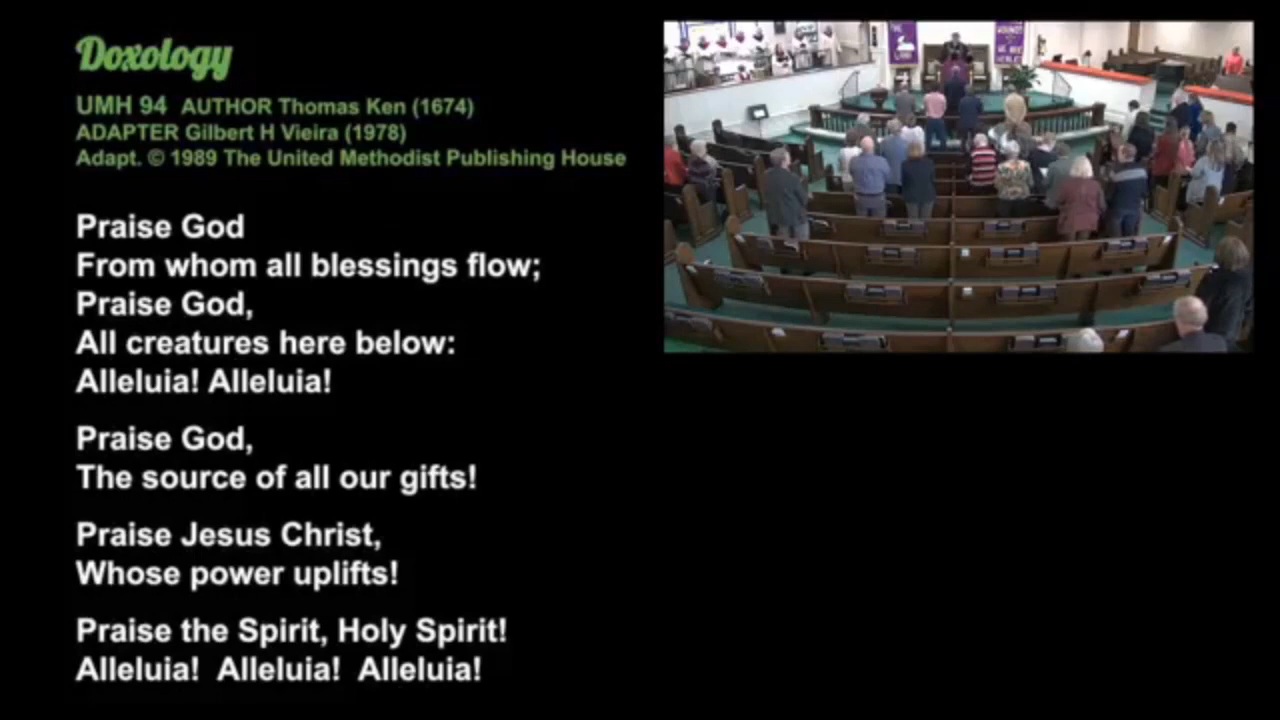 Doxology
UMH 94 AUTHOR Thomas Ken (1674)
ADAPTER Gilbert H Vieira (1978)
Adapt. © 1989 The United Methodist Publishing House
Praise God
From whom all blessings flow;
Praise God,
All creatures here below:
Alleluia! Alleluia!
Praise God,
The source of all our gifts!
Praise Jesus Christ,
Whose power uplifts!
Praise the Spirit, Holy Spirit!
Alleluia! Alleluia! Alleluia!